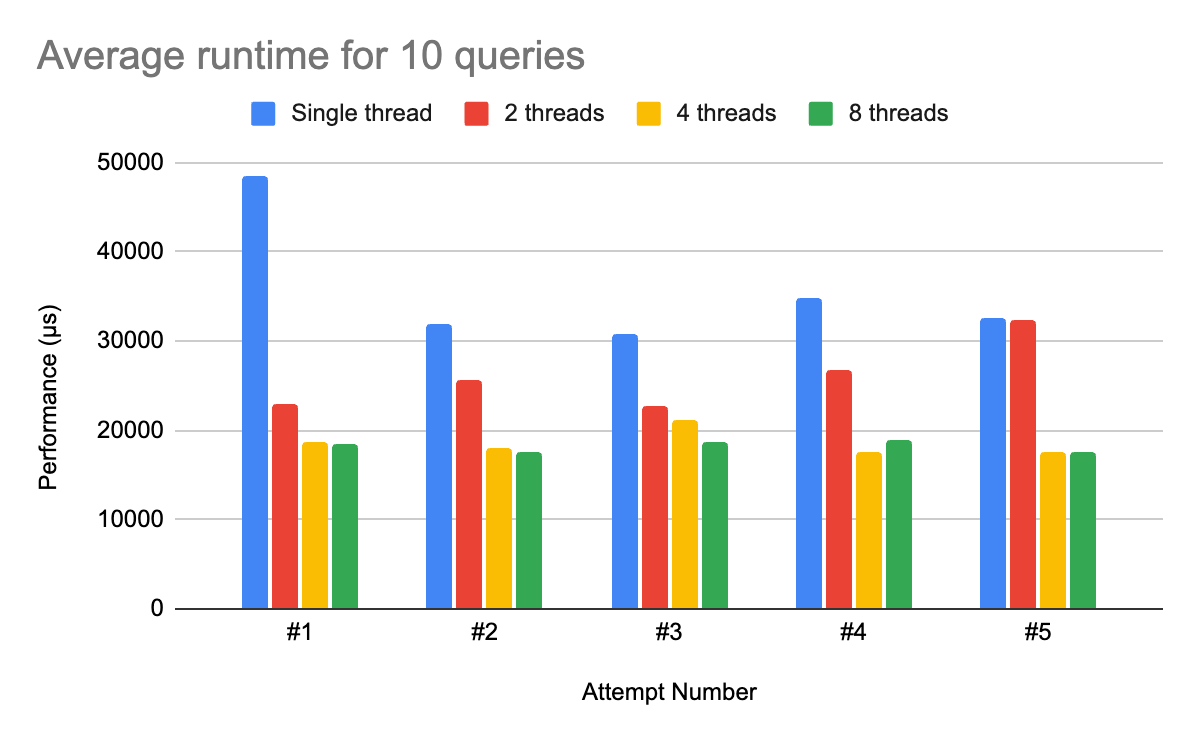 Average runtime for 10 queries
Single thread 2 threads 4 threads 8 threads
50000
40000
30000
20000
10000
0
Performance (µs)
#1 #2 #3 #4 #5
Attempt Number